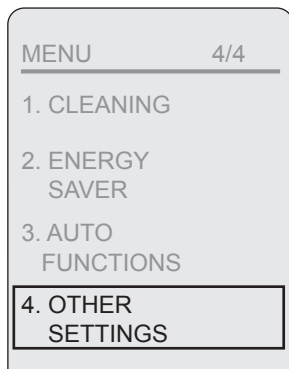 MENU 4/4
1. CLEANING
2. ENERGY
SAVER
3. AUTO
FUNCTIONS
4. OTHER
SETTINGS